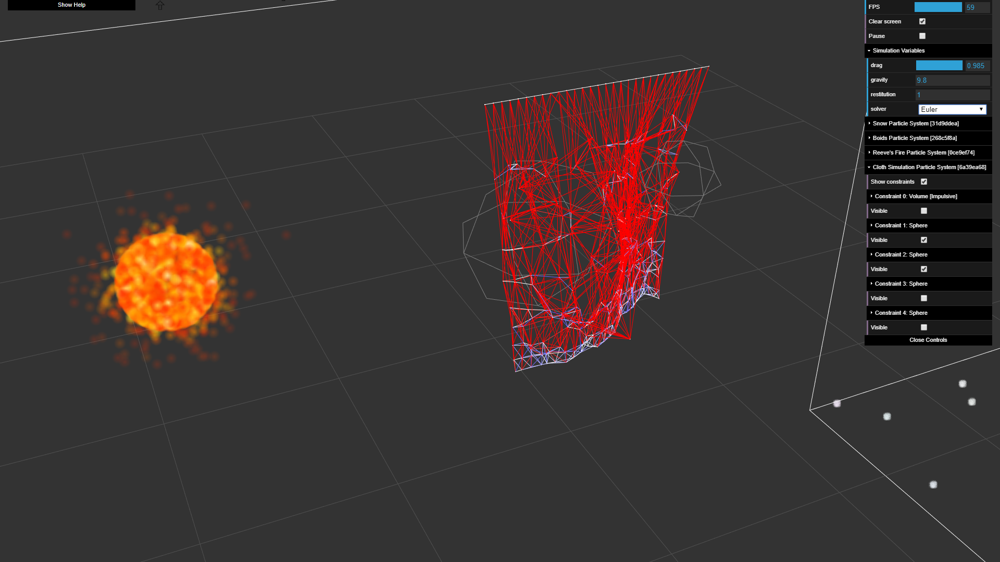 Show Help
FPS 59
Clear screen
Pause
Simulation Variables
drag 0.985
gravity 9.8
restitution 1
solver Euler
Snow Particle System [31d9ddea]
Boids Particle System [268c5f8a]
Reeve's Fire Particle System [0ce9ef74]
Cloth Simulation Particle System [6a39ea68]
Show constraints
Constraint 0: Volume [Impulsive]
Visible
Constraint 1: Sphere
Visible
Constraint 2: Sphere
Visible
Constraint 3: Sphere
Visible
Constraint 4: Sphere
Visible
Close Controls